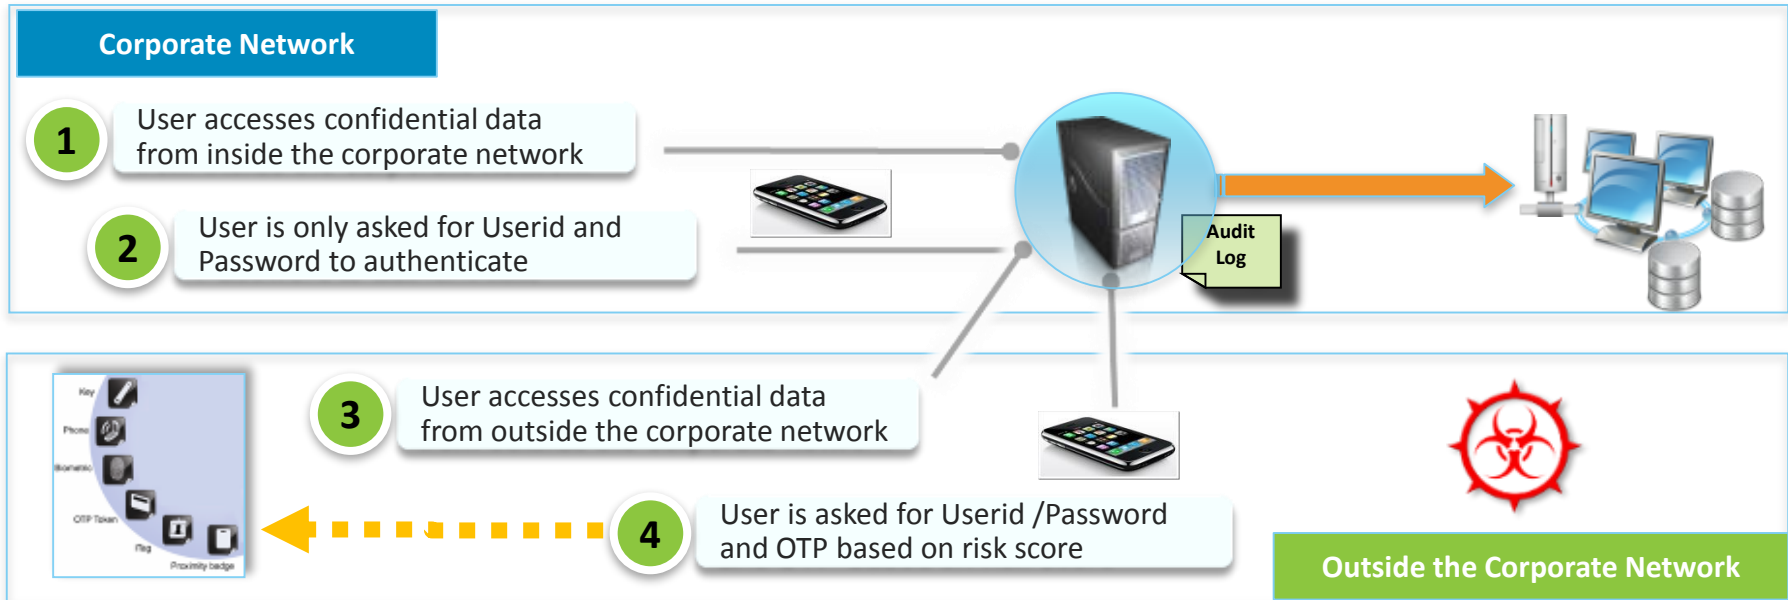 Corporate Network
1
User accesses confidential data
from inside the corporate network
2
User is only asked for Userid and
Password to authenticate
Audit
Log
3
User accesses confidential data
from outside the corporate network
4
User is asked for Userid /Password
and OTP based on risk score
Key
Phone
Biometric
OTP Token
Proximity badge
Outside the Corporate Network